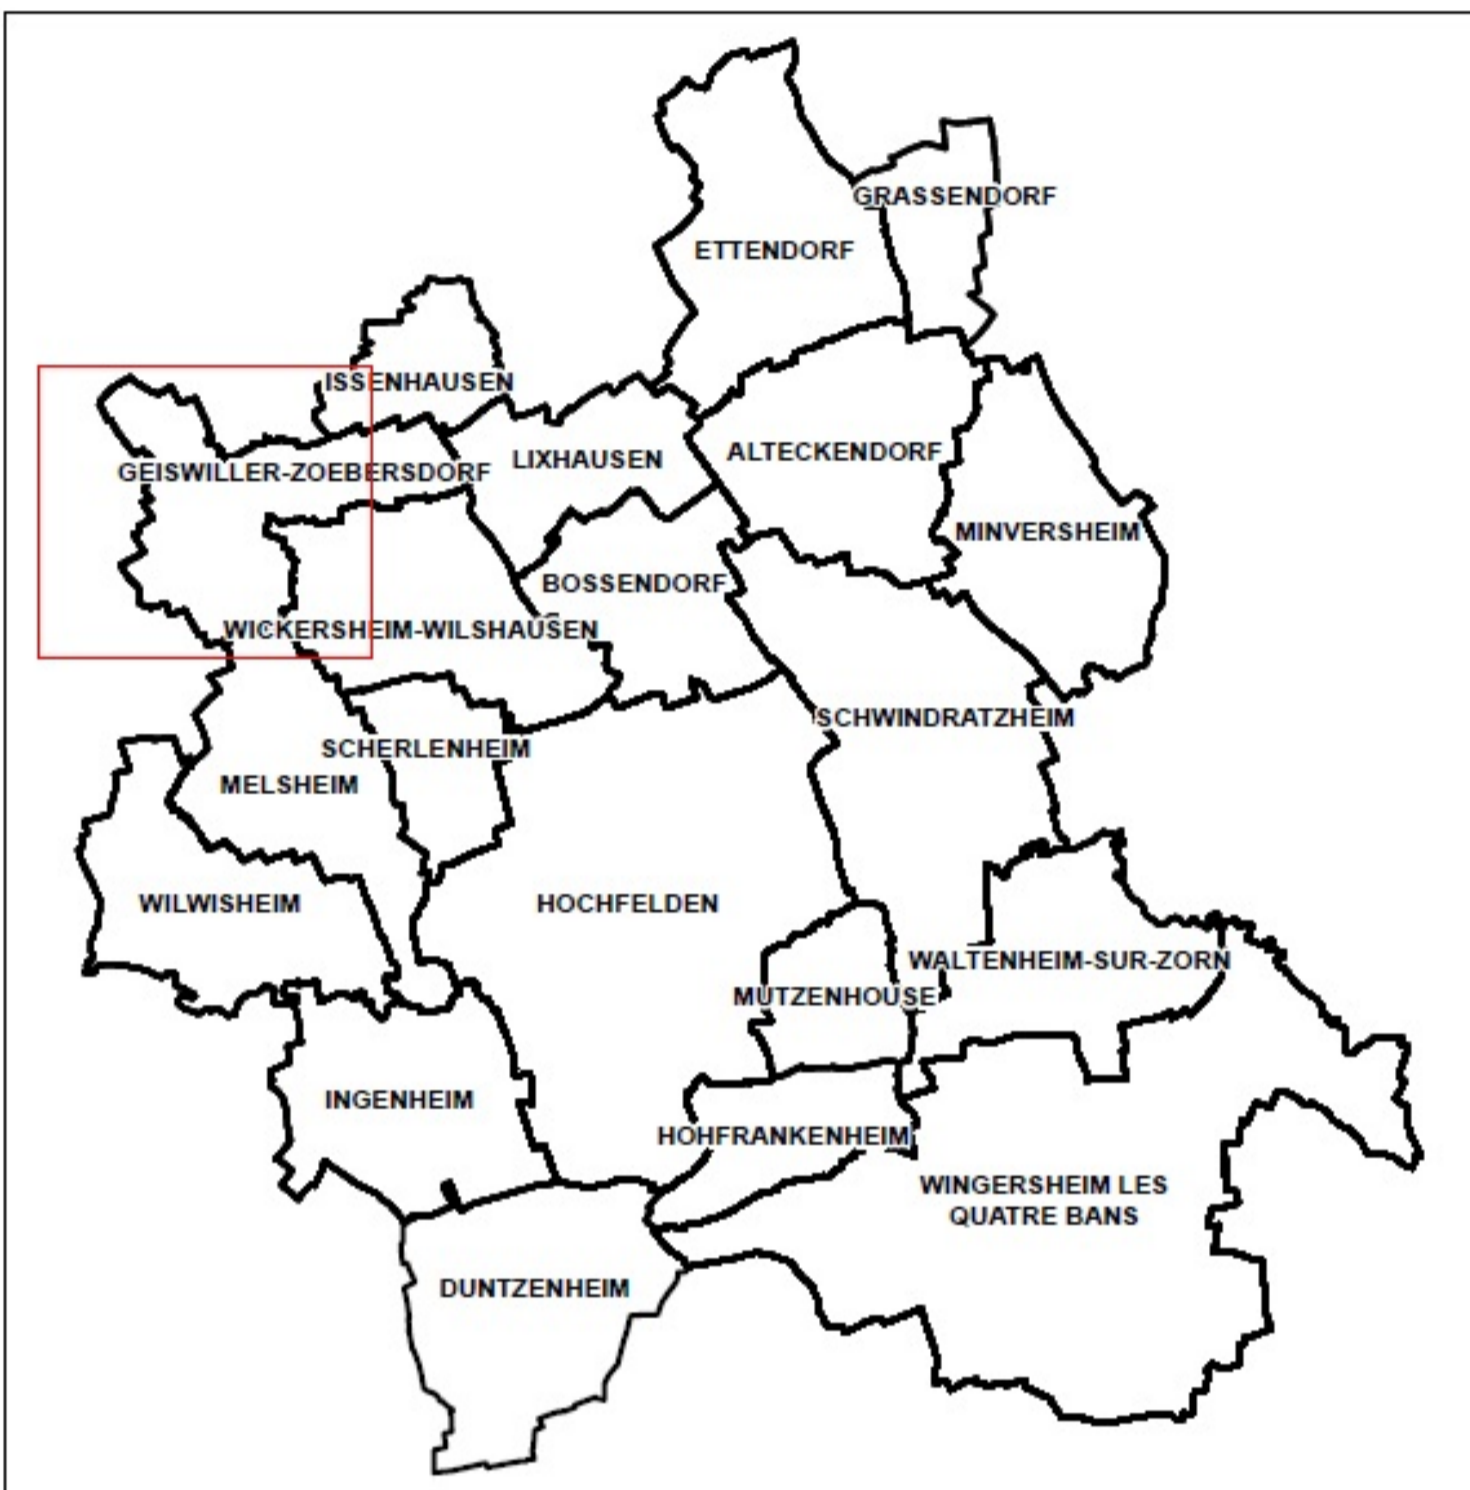 GRASSENDORF
ETTENDORF
ISSENHAUSEN
GEISWILLER-ZOEBERSDORF
LIXHAUSEN
ALTECKENDORF
MINVERSHEIM
BOSSENDORF
WICKERSHEIM-WILSHAUSEN
SCHWINDRATZHEIM
SCHERLENHEIM
MELSHEIM
WILWISHEIM
HOCHFELDEN
WALTENHEIM-SUR-ZORN
MUTZENHOUSE
INGENHEIM
HOHFRANKENHEIM
WINGERSHEIM LES
QUATRE BANS
DUNTZENHEIM